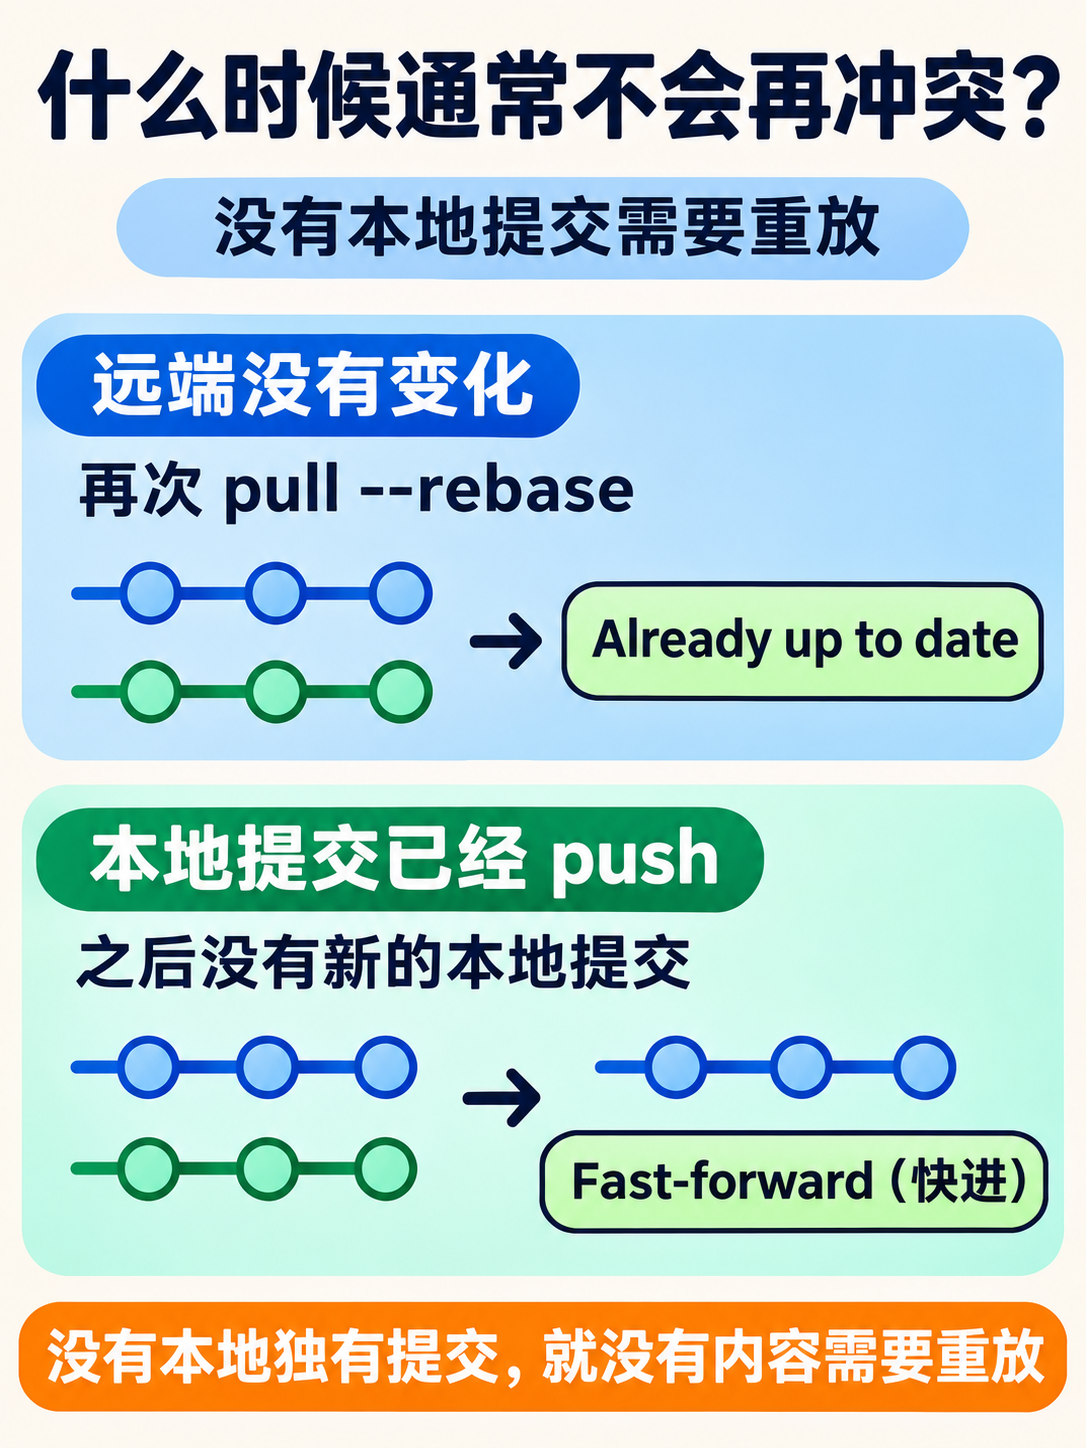 什么时候通常不会再冲突?
没有本地提交需要重放
远端没有变化
再次 pull --rebase
Already up to date
本地提交已经 push
之后没有新的本地提交
Fast-forward (快进)
没有本地独有提交, 就没有内容需要重放